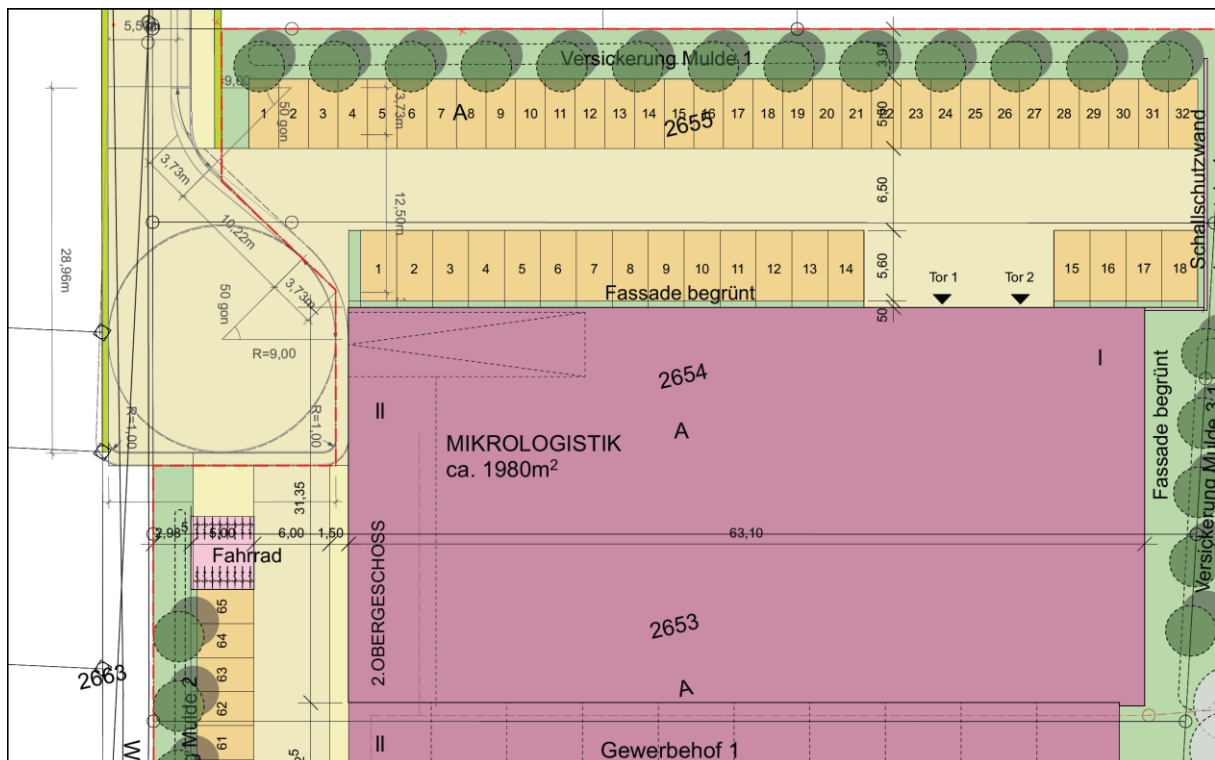 5,50
Versickerung Mulde 1
3,97
9,00
1 2 3 4 5 6 7 8 9 10 11 12 13 14 15 16 17 18 19 20 21 22 23 24 25 26 27 28 29 30 31 32
A
2655
3,73m
5,60
50 gon
Schallschutzwand
3,73m
6,50
12,50m
10,22m
28,96m
1 2 3 4 5 6 7 8 9 10 11 12 13 14
15 16 17 18
5,60
Tor 1
Tor 2
3,73m
Fassade begrünt
50
50 gon
R=9,00
I
2654
II
A
Fassade begrünt
R=1,00
R=1,00
MIKROLOGISTIK
ca. 1980m²
Versickerung Mulde 3:1
31,35
2,98⁵
5,00
6,00
1,50
63,10
Fahrrad
2.OBERGESCHOSS
65
64
63
62
61
2653
2663
A
II
Gewerbehof 1